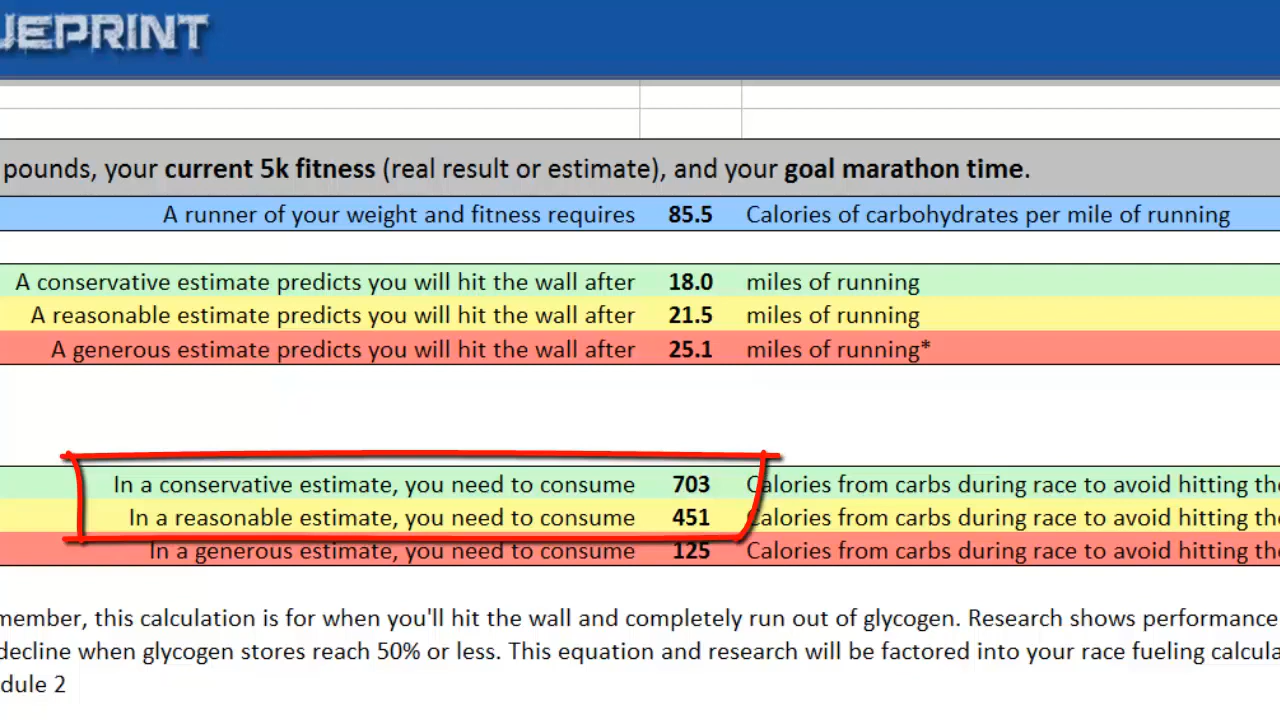 UEPRINT
pounds, your current 5k fitness (real result or estimate), and your goal marathon time.
A runner of your weight and fitness requires 85.5 Calories of carbohydrates per mile of running
A conservative estimate predicts you will hit the wall after 18.0 miles of running
A reasonable estimate predicts you will hit the wall after 21.5 miles of running
A generous estimate predicts you will hit the wall after 25.1 miles of running*
In a conservative estimate, you need to consume 703 Calories from carbs during race to avoid hitting the
In a reasonable estimate, you need to consume 451 Calories from carbs during race to avoid hitting the
In a generous estimate, you need to consume 125 Calories from carbs during race to avoid hitting the
member, this calculation is for when you'll hit the wall and completely run out of glycogen. Research shows performance
decline when glycogen stores reach 50% or less. This equation and research will be factored into your race fueling calcula
dule 2